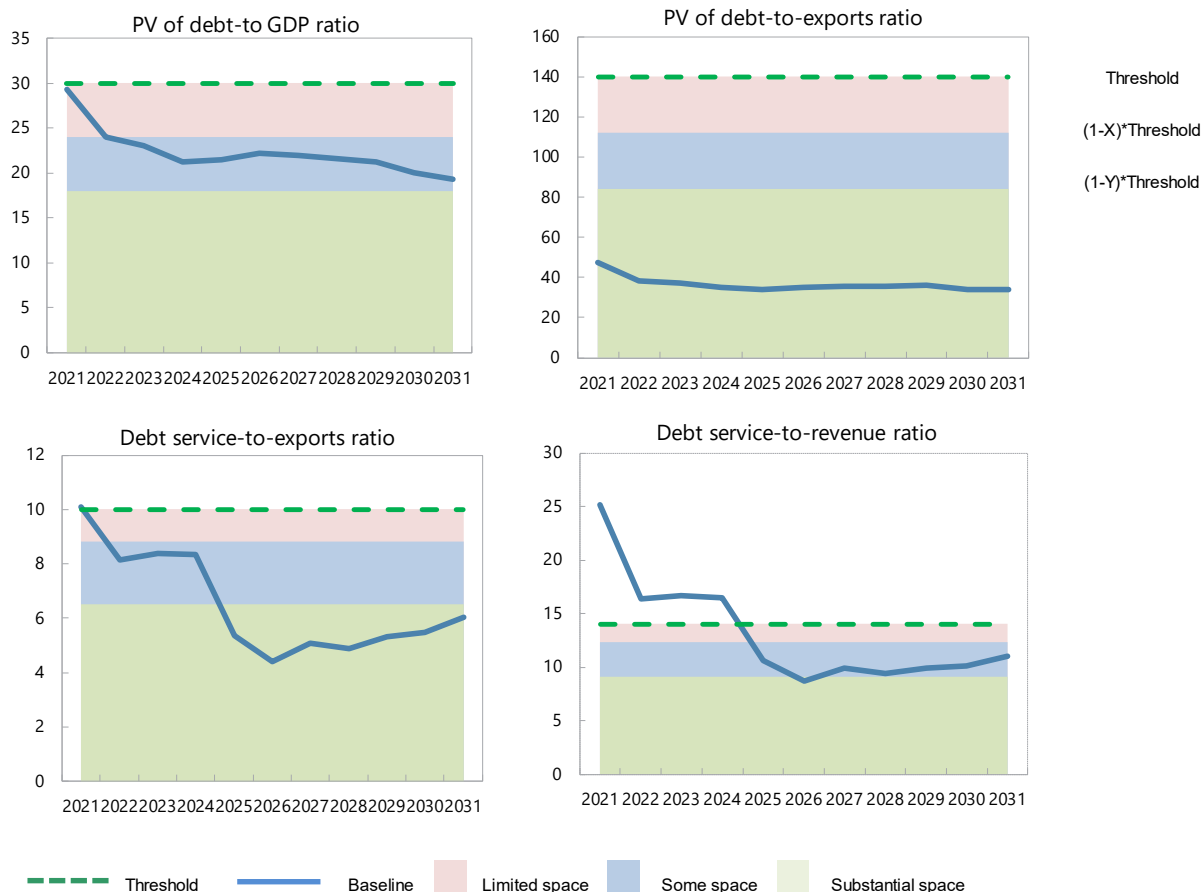 PV of debt-to GDP ratio
35
30
25
20
15
10
5
0
2021 2022 2023 2024 2025 2026 2027 2028 2029 2030 2031
PV of debt-to-exports ratio
160
140
120
100
80
60
40
20
0
2021 2022 2023 2024 2025 2026 2027 2028 2029 2030 2031
Threshold
(1-X)*Threshold
(1-Y)*Threshold
Debt service-to-exports ratio
12
10
8
6
4
2
0
2021 2022 2023 2024 2025 2026 2027 2028 2029 2030 2031
Debt service-to-revenue ratio
30
25
20
15
10
5
0
2021 2022 2023 2024 2025 2026 2027 2028 2029 2030 2031
Threshold Baseline Limited space Some space Substantial space